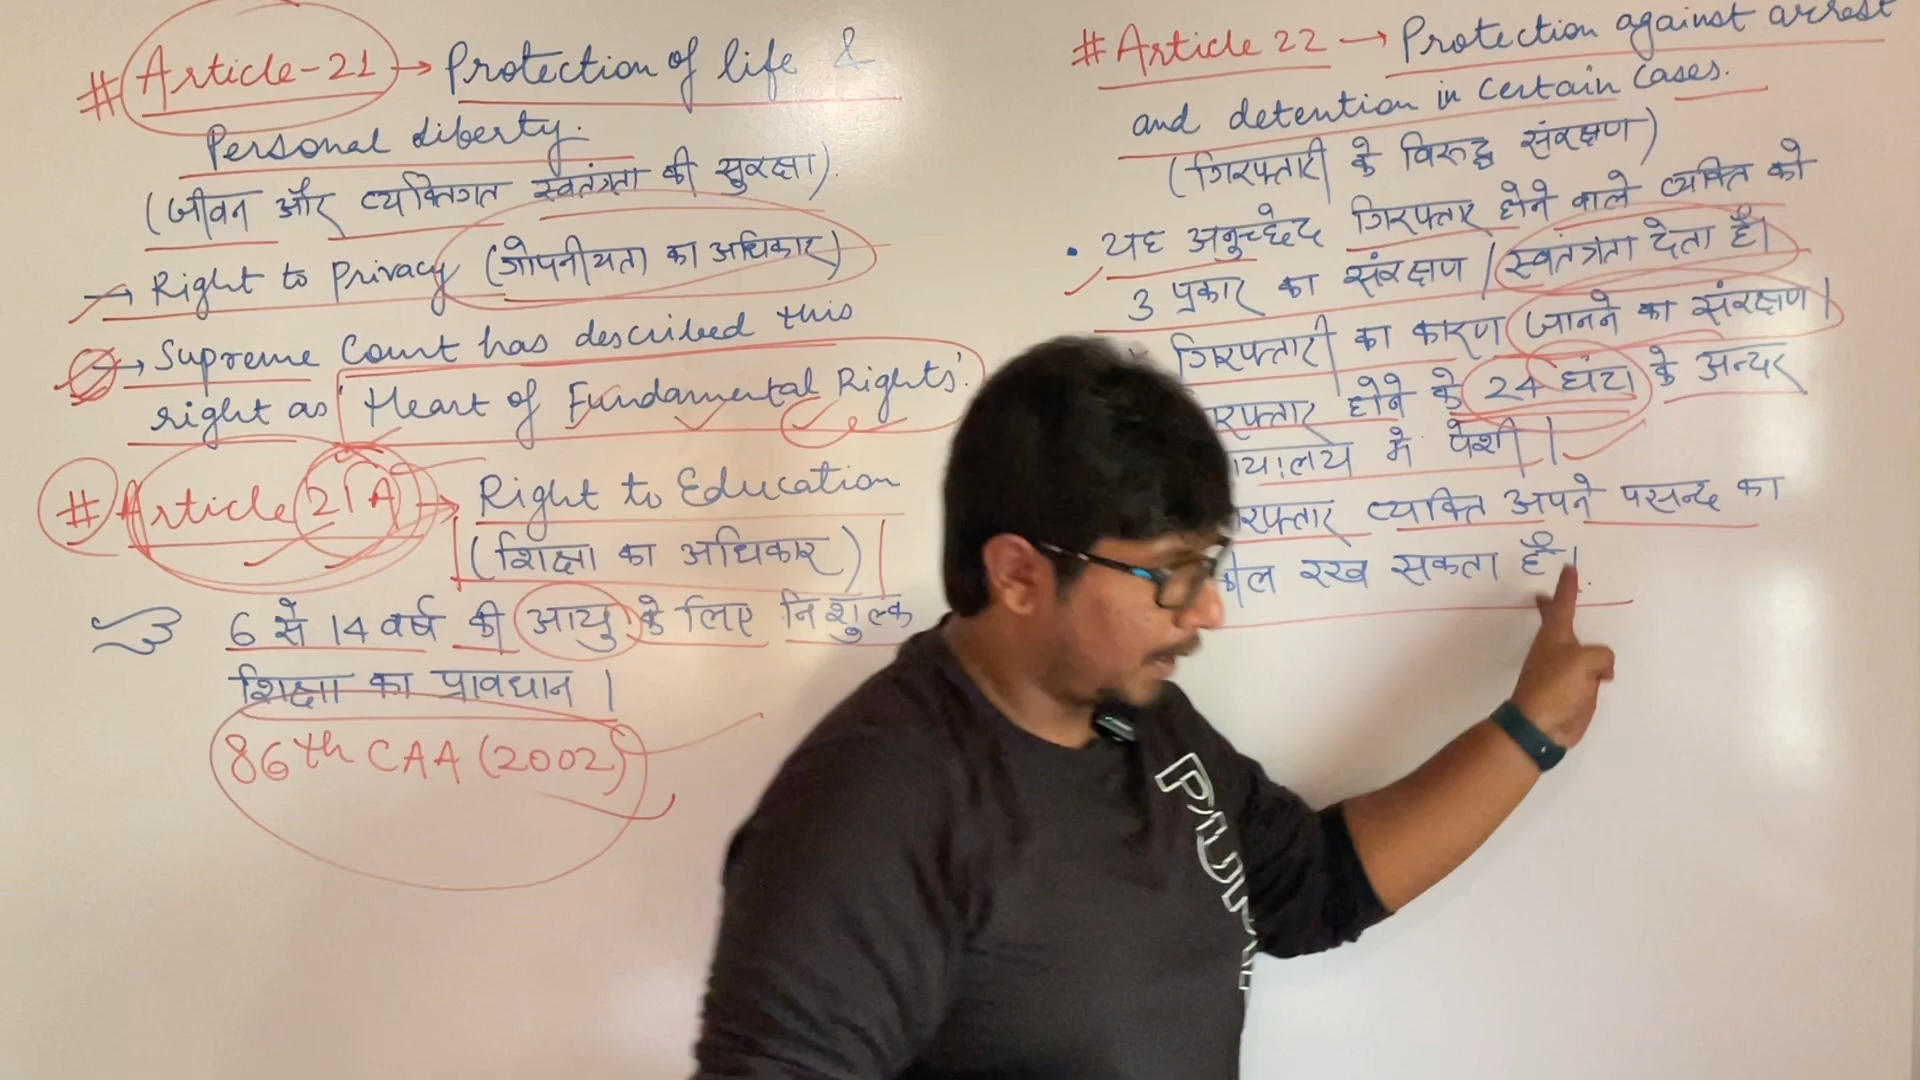 # Article-21 → Protection of life &
Personal liberty.
(जीवन और व्यक्तिगत स्वतंत्रता की सुरक्षा).
→ Right to Privacy (गोपनीयता का अधिकार)
→ Supreme Court has described this
right as 'Heart of Fundamental Rights'.
# Article 21A → Right to Education
(शिक्षा का अधिकार)
6 से 14 वर्ष की आयु के लिए निशुल्क
शिक्षा का प्रावधान।
86th CAA (2002)
# Article 22 → Protection against arrest
and detention in certain cases.
(गिरफ्तारी के विरुद्ध संरक्षण)
• यह अनुच्छेद गिरफ्तार होने वाले व्यक्ति को
3 प्रकार का संरक्षण / स्वतंत्रता देता है।
गिरफ्तारी का कारण जानने का संरक्षण।
होने के 24 घंटा के अन्दर
मे पेशी।
व्यक्ति अपने पसन्द का
रख सकता है।
PUMA